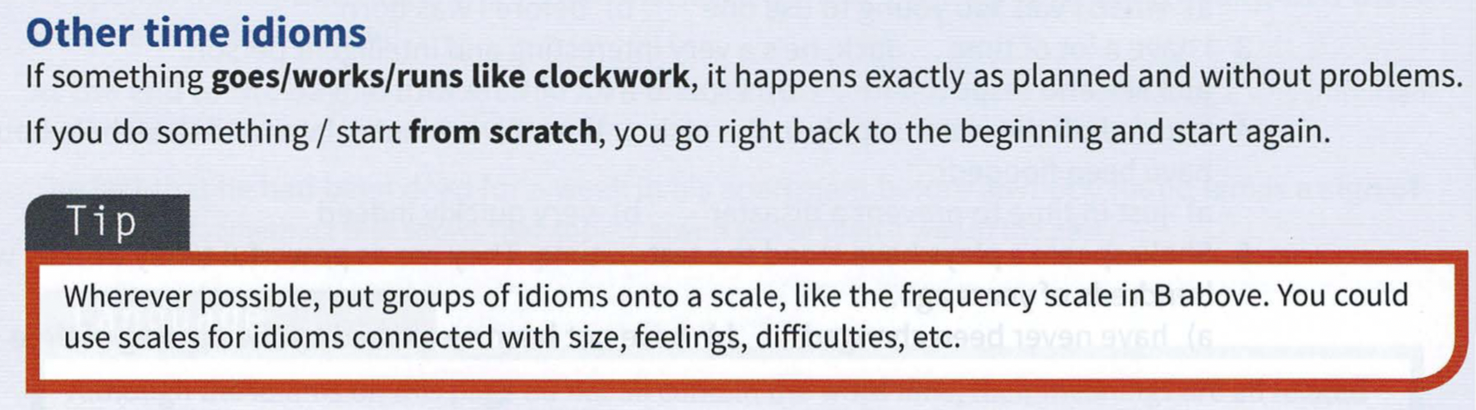 Other time idioms
If something goes/works/runs like clockwork, it happens exactly as planned and without problems.
If you do something / start from scratch, you go right back to the beginning and start again.
Tip
Wherever possible, put groups of idioms onto a scale, like the frequency scale in B above. You could
use scales for idioms connected with size, feelings, difficulties, etc.